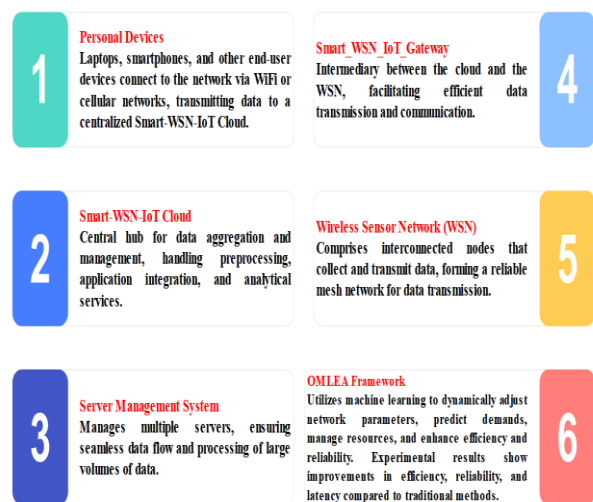 1
Personal Devices
Laptops, smartphones, and other end-user
devices connect to the network via WiFi or
cellular networks, transmitting data to a
centralized Smart-WSN-IoT Cloud.
2
Smart-WSN-IoT Cloud
Central hub for data aggregation and
management, handling preprocessing,
application integration, and analytical
services.
3
Server Management System
Manages multiple servers, ensuring
seamless data flow and processing of large
volumes of data.
Smart_WSN_IoT_Gateway
Intermediary between the cloud and the
WSN, facilitating efficient data
transmission and communication.
4
Wireless Sensor Network (WSN)
Comprises interconnected nodes that
collect and transmit data, forming a reliable
mesh network for data transmission.
5
OMLEA Framework
Utilizes machine learning to dynamically adjust
network parameters, predict demands,
manage resources, and enhance efficiency and
reliability. Experimental results show
improvements in efficiency, reliability, and
latency compared to traditional methods.
6